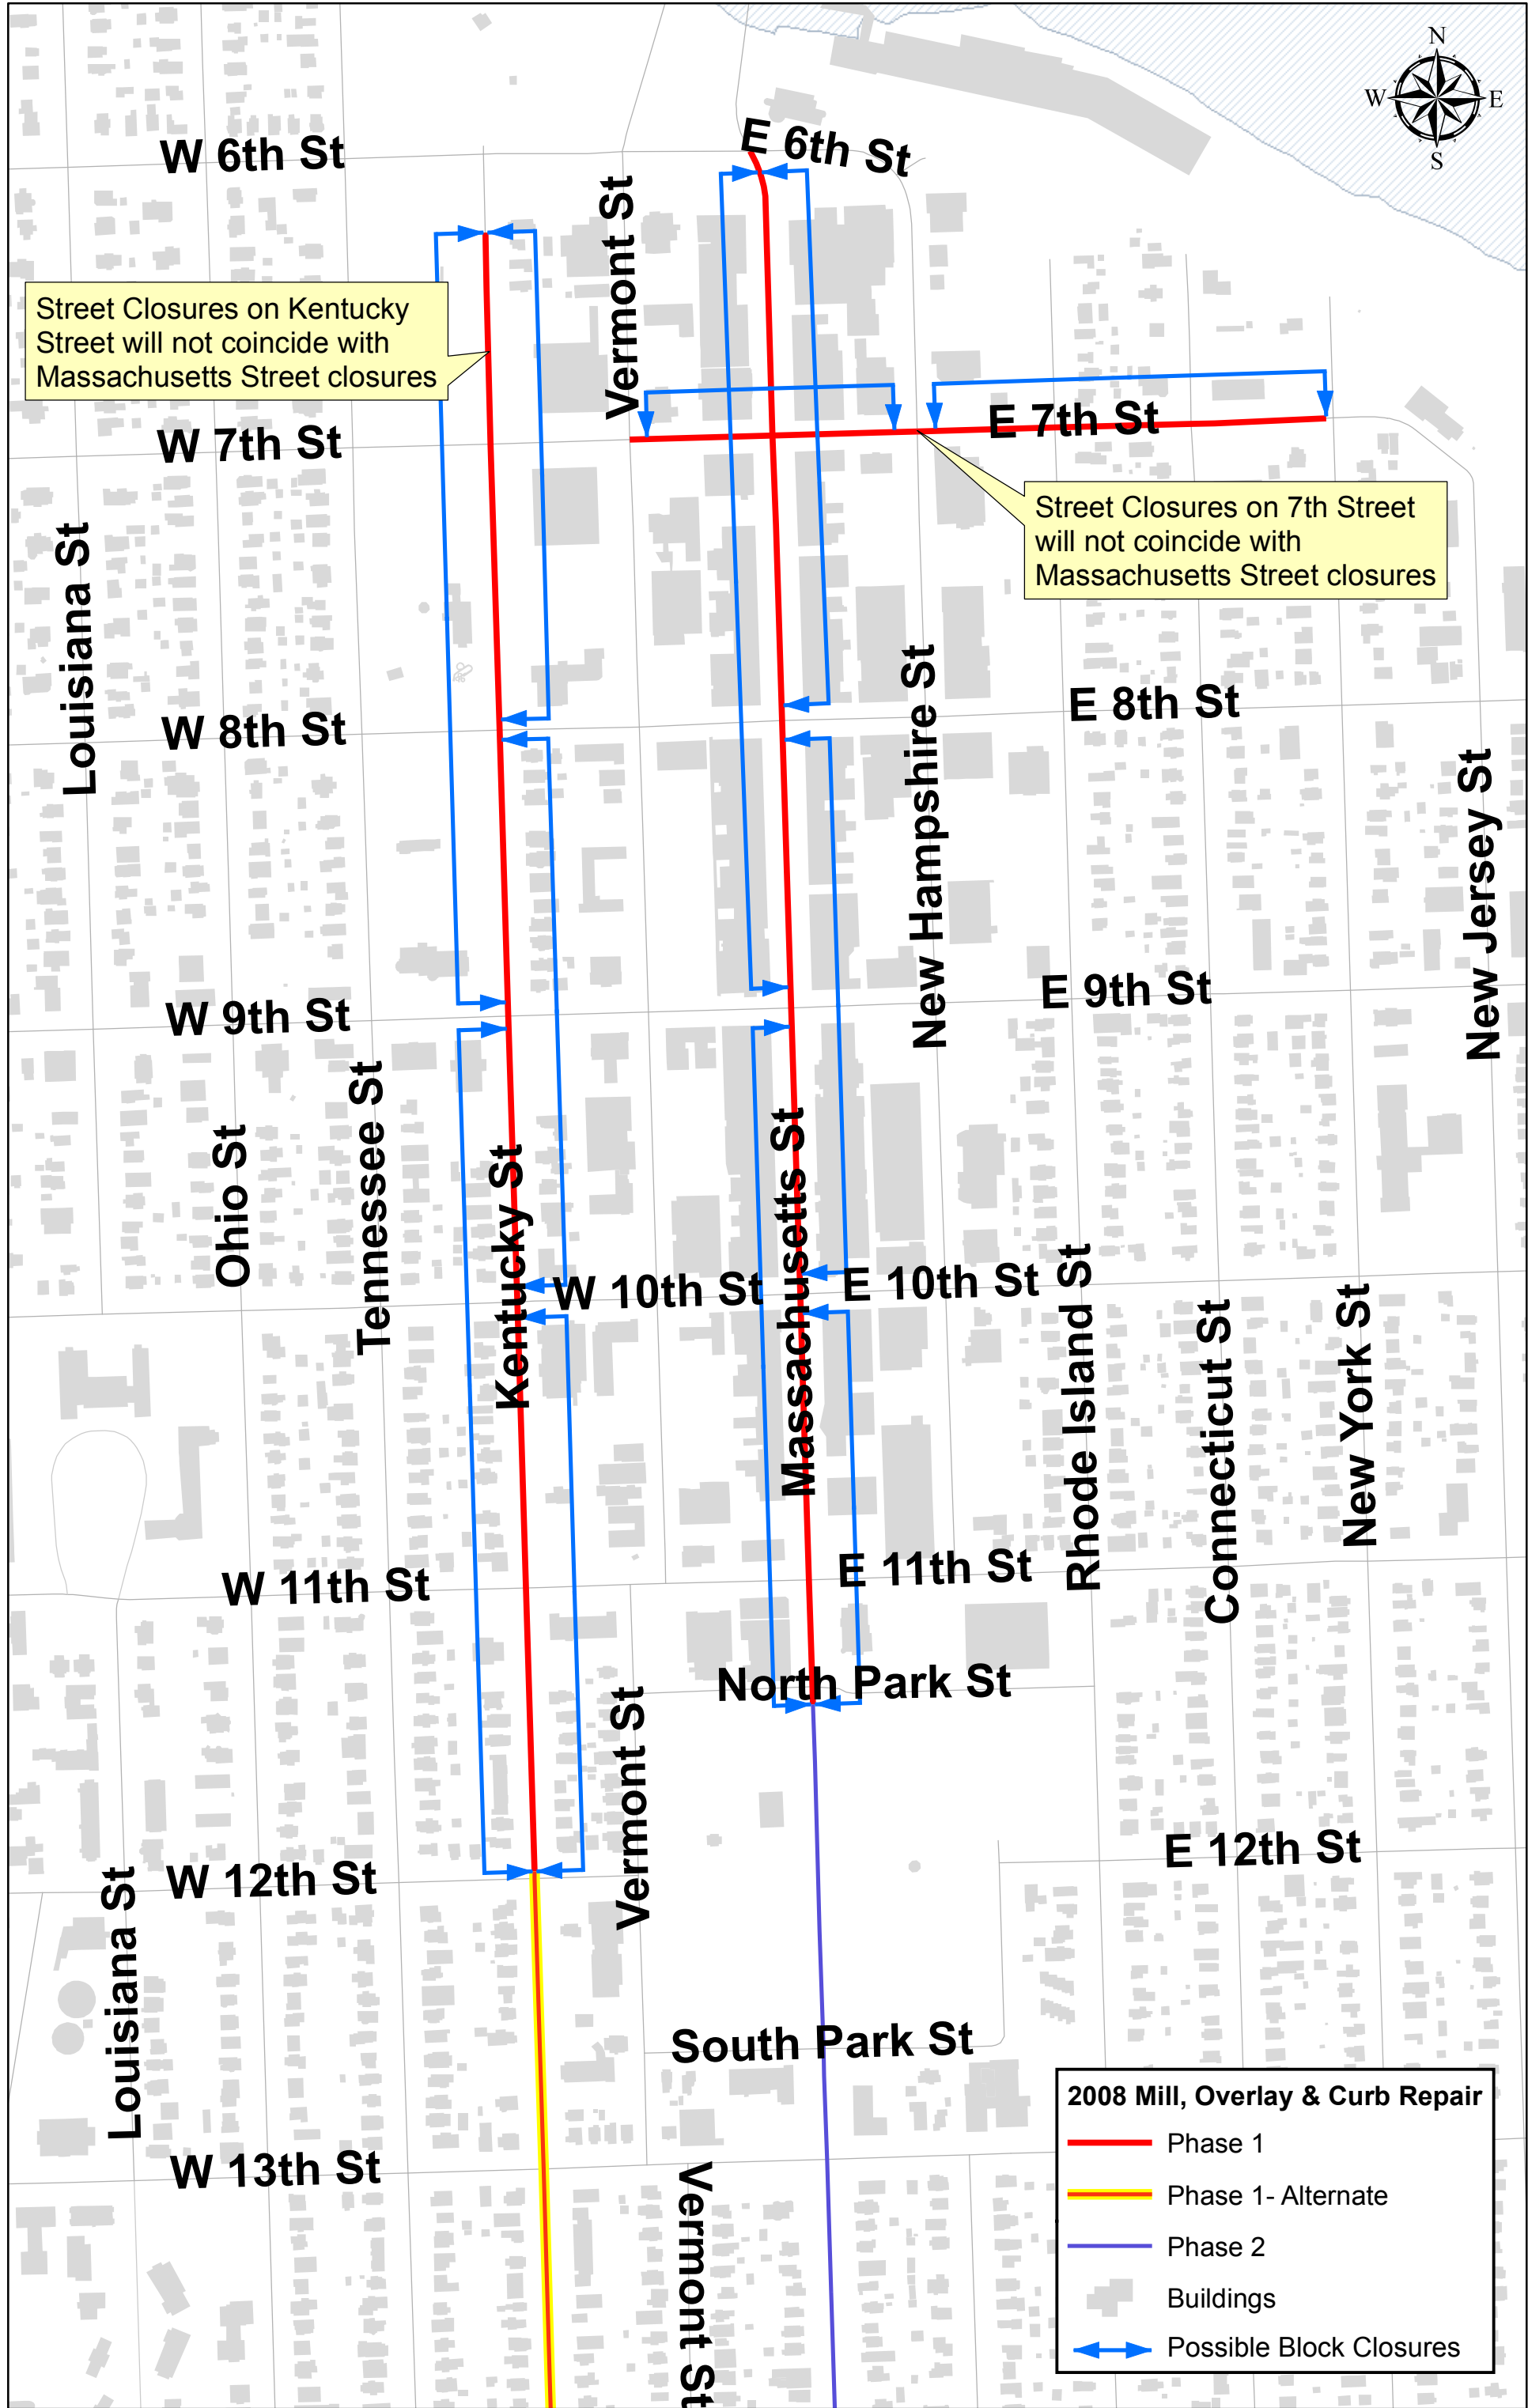 N
W E
S
W 6th St
E 6th St
Vermont St
Street Closures on Kentucky
Street will not coincide with
Massachusetts Street closures
W 7th St
E 7th St
Street Closures on 7th Street
will not coincide with
Massachusetts Street closures
Louisiana St
W 8th St
E 8th St
New Hampshire St
New Jersey St
W 9th St
E 9th St
Ohio St
Tennessee St
Kentucky St
Massachusetts St
W 10th St
E 10th St
Rhode Island St
Connecticut St
New York St
W 11th St
E 11th St
North Park St
Vermont St
W 12th St
E 12th St
Louisiana St
South Park St
W 13th St
Vermont St
2008 Mill, Overlay & Curb Repair
Phase 1
Phase 1- Alternate
Phase 2
Buildings
Possible Block Closures